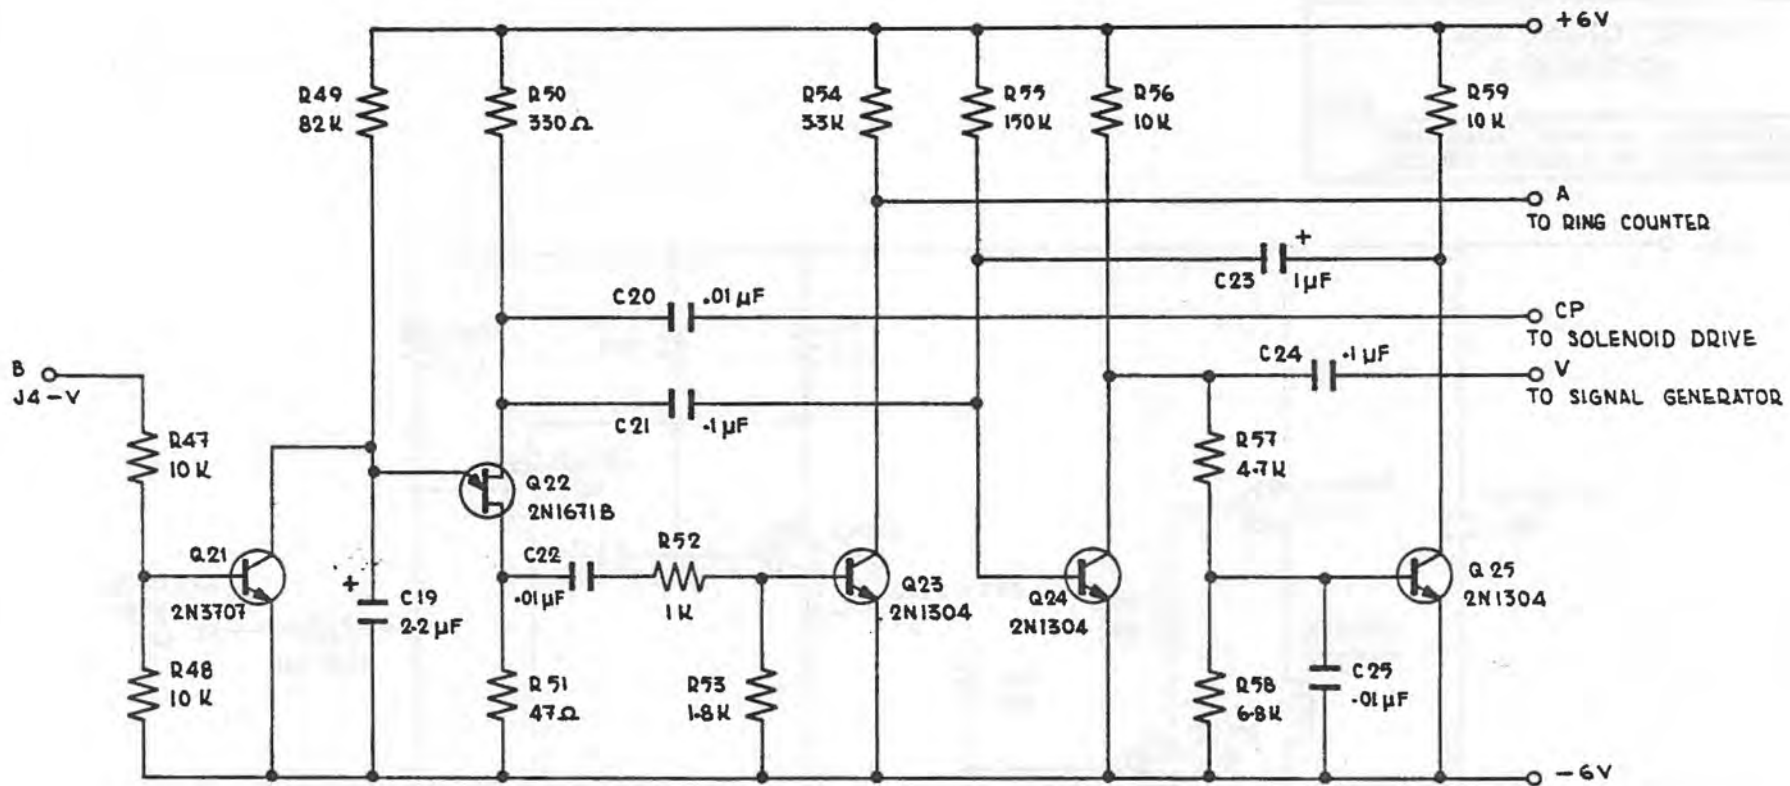 +6V
R49
82K
R50
330Ω
R54
33K
R55
150K
R56
10K
R59
10K
A
TO RING COUNTER
C23
+
1µF
C20
.01µF
CP
TO SOLENOID DRIVE
B
J4-V
C21
.1µF
C24
.1µF
V
TO SIGNAL GENERATOR
R47
10K
R57
4.7K
Q22
2N1671B
Q21
2N3707
+
C19
2.2µF
C22
.01µF
R52
1K
Q23
2N1304
Q24
2N1304
Q25
2N1304
R48
10K
R51
47Ω
R53
1.8K
R58
6.8K
C25
.01µF
-6V